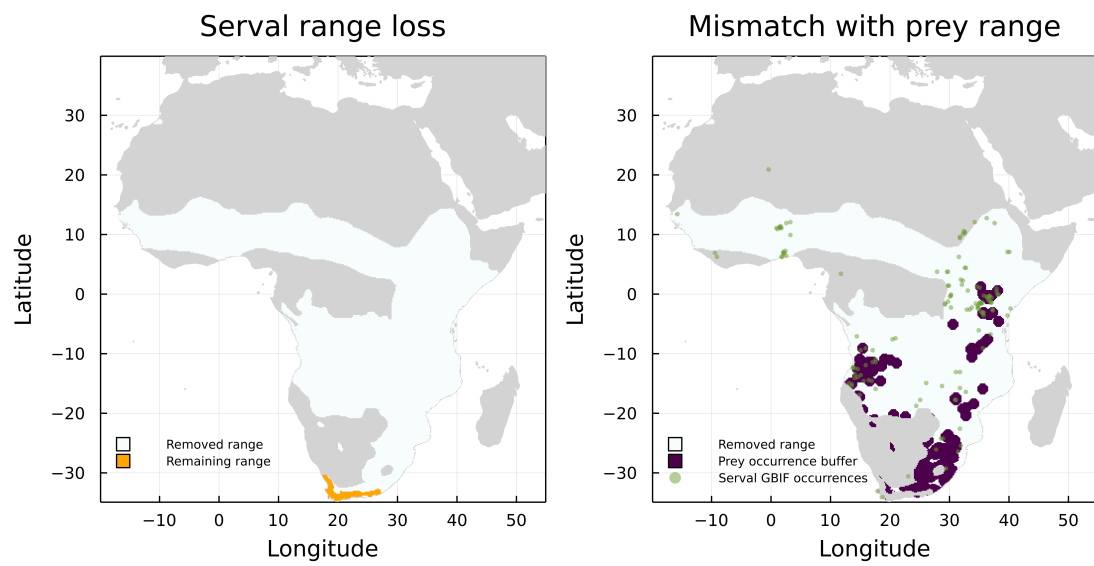 Serval range loss
Mismatch with prey range
30
20
10
0
−10
−20
−30
Latitude
Removed range
Remaining range
−10
0
10
20
30
40
50
Longitude
30
20
10
0
−10
−20
−30
Latitude
Removed range
Prey occurrence buffer
Serval GBIF occurrences
−10
0
10
20
30
40
50
Longitude